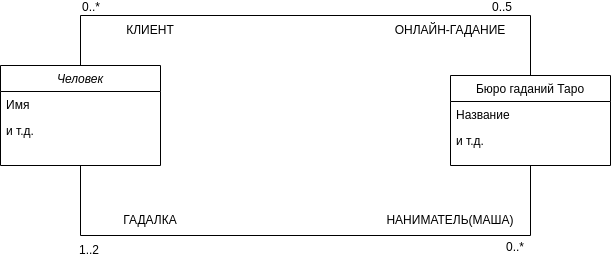 0..* 0..5
КЛИЕНТ ОНЛАЙН-ГАДАНИЕ
Человек
Имя
и т.д.
Бюро гаданий Таро
Название
и т.д.
ГАДАЛКА НАНИМАТЕЛЬ(МАША)
1..2 0..*